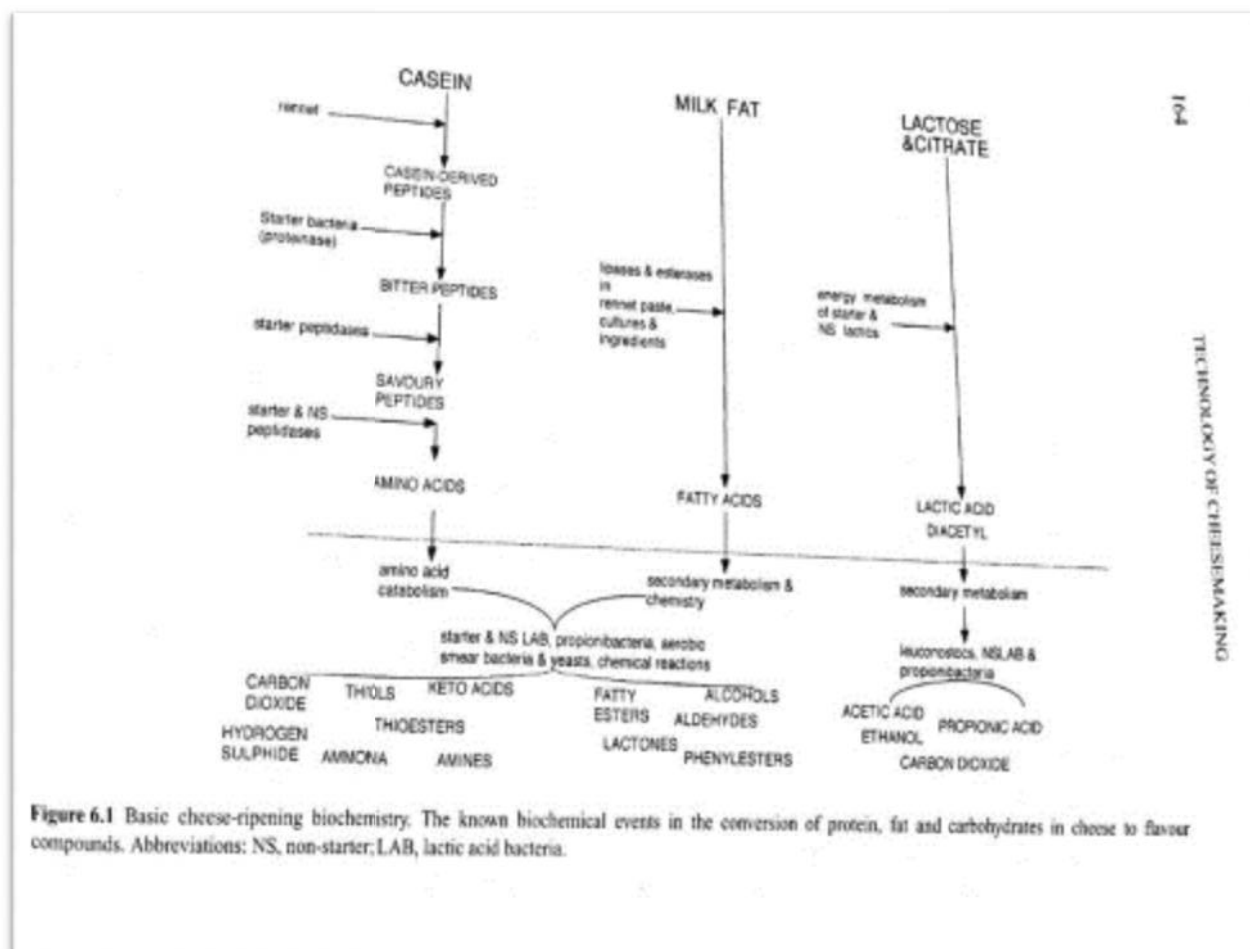 164
TECHNOLOGY OF CHEESEMAKING
CASEIN
rennet
CASEIN-DERIVED
PEPTIDES
Starter bacteria
(proteinase)
BITTER PEPTIDES
starter peptidases
SAVOURY
PEPTIDES
starter & NS
peptidases
AMINO ACIDS
amino acid
catabolism
MILK FAT
lipases & esterases
in
rennet paste,
cultures &
ingredients
FATTY ACIDS
secondary metabolism &
chemistry
starter & NS LAB, propionibacteria, aerobic
smear bacteria & yeasts, chemical reactions
CARBON
DIOXIDE
THIOLS
KETO ACIDS
HYDROGEN
SULPHIDE
THIOESTERS
AMMONA
AMINES
FATTY
ESTERS
ALCOHOLS
ALDEHYDES
LACTONES
PHENYLESTERS
LACTOSE
&CITRATE
energy metabolism
of starter &
NS lactics
LACTIC ACID
DIACETYL
secondary metabolism
leuconostocs, NSLAB &
propionibacteria
ACETIC ACID
PROPIONIC ACID
ETHANOL
CARBON DIOXIDE
Figure 6.1 Basic cheese-ripening biochemistry. The known biochemical events in the conversion of protein, fat and carbohydrates in cheese to flavour
compounds. Abbreviations: NS, non-starter; LAB, lactic acid bacteria.